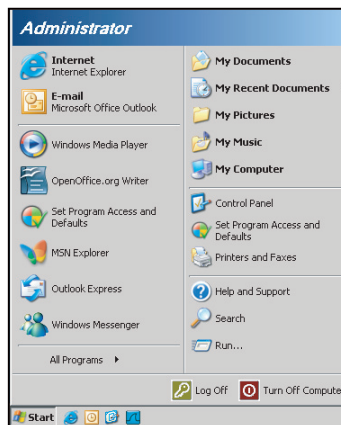 Administrator
Internet
Internet Explorer
E-mail
Microsoft Office Outlook
Windows Media Player
OpenOffice.org Writer
Set Program Access and
Defaults
MSN Explorer
Outlook Express
Windows Messenger
All Programs
My Documents
My Recent Documents
My Pictures
My Music
My Computer
Control Panel
Set Program Access and
Defaults
Printers and Faxes
Help and Support
Search
Run...
Log Off
Turn Off Compute
Start